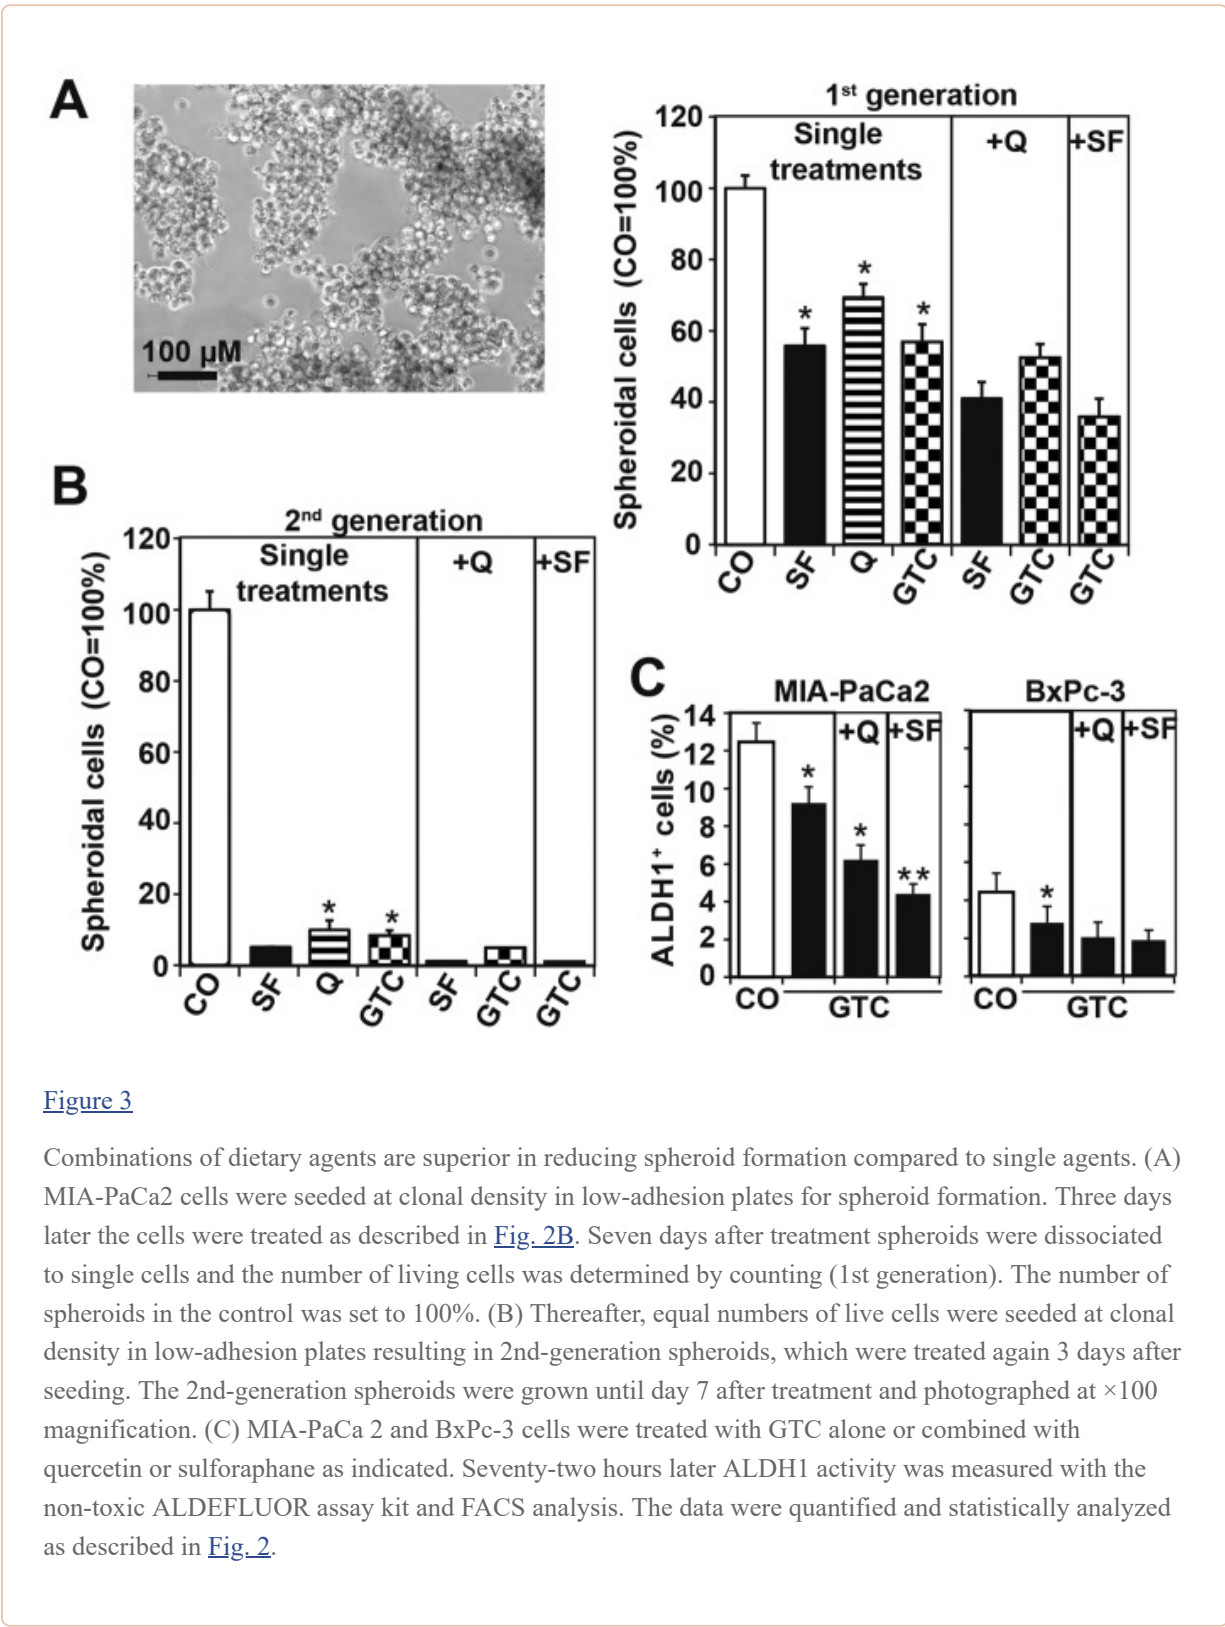 A
100 µM
1st generation
Spheroidal cells (CO=100%)
120
100
80
60
40
20
0
Single
treatments
+Q
+SF
*
*
*
CO
SF
Q
GTC
SF
GTC
GTC
B
2nd generation
Spheroidal cells (CO=100%)
120
100
80
60
40
20
0
Single
treatments
+Q
+SF
*
*
CO
SF
Q
GTC
SF
GTC
GTC
C
MIA-PaCa2
BxPc-3
ALDH1+ cells (%)
14
12
10
8
6
4
2
0
+Q
+SF
+Q
+SF
*
*
**
*
CO
GTC
CO
GTC
Figure 3
Combinations of dietary agents are superior in reducing spheroid formation compared to single agents. (A)
MIA-PaCa2 cells were seeded at clonal density in low-adhesion plates for spheroid formation. Three days
later the cells were treated as described in Fig. 2B. Seven days after treatment spheroids were dissociated
to single cells and the number of living cells was determined by counting (1st generation). The number of
spheroids in the control was set to 100%. (B) Thereafter, equal numbers of live cells were seeded at clonal
density in low-adhesion plates resulting in 2nd-generation spheroids, which were treated again 3 days after
seeding. The 2nd-generation spheroids were grown until day 7 after treatment and photographed at ×100
magnification. (C) MIA-PaCa 2 and BxPc-3 cells were treated with GTC alone or combined with
quercetin or sulforaphane as indicated. Seventy-two hours later ALDH1 activity was measured with the
non-toxic ALDEFLUOR assay kit and FACS analysis. The data were quantified and statistically analyzed
as described in Fig. 2.